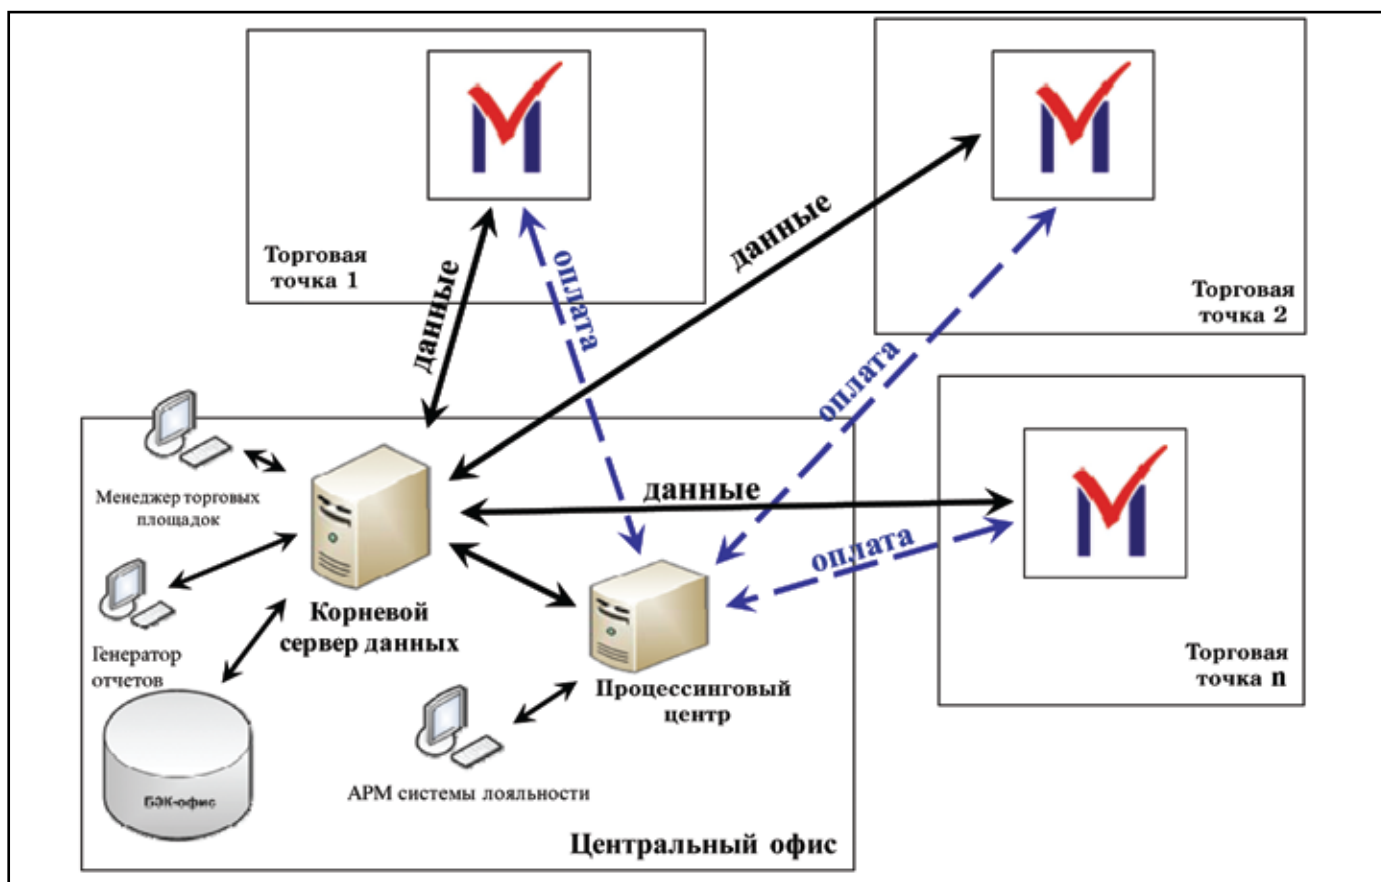 Торговая
точка 1
данные
оплата
данные
Торговая
точка 2
оплата
данные
оплата
Торговая
точка n
Менеджер торговых
площадок
Корневой
сервер данных
Генератор
отчетов
БЭК-офис
Процессинговый
центр
АРМ системы лояльности
Центральный офис